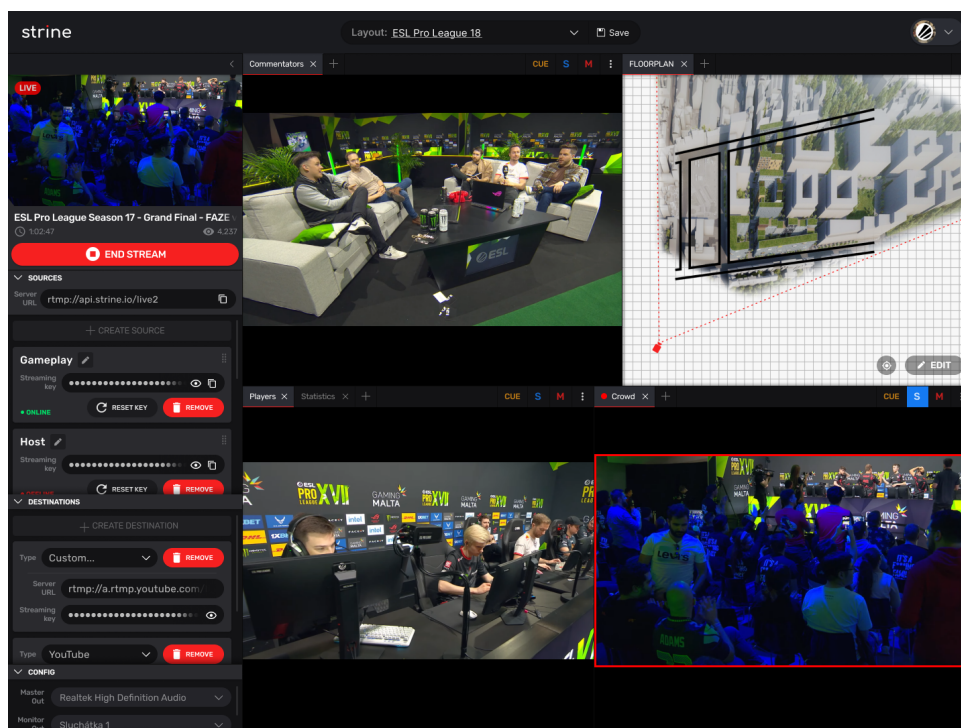 strine
Layout: ESL Pro League 18
Save
Commentators
CUE S M
FLOORPLAN
LIVE
ESL Pro League Season 17 - Grand Final - FAZE
1:02:47
4,237
END STREAM
SOURCES
Server URL
rtmp://api.strine.io/live2
CREATE SOURCE
Gameplay
Streaming key
ONLINE
RESET KEY
REMOVE
Host
Streaming key
RESET KEY
REMOVE
DESTINATIONS
CREATE DESTINATION
Type
Custom...
REMOVE
Server URL
rtmp://a.rtmp.youtube.com/
Streaming key
Type
YouTube
REMOVE
CONFIG
Master Out
Realtek High Definition Audio
Monitor Out
Sluchátka 1
ESL
EDIT
Players
Statistics
CUE S M
Crowd
CUE S M
ESL
PRO XVII
LEAGUE
GAMING
MALTA
intel
GAMING
MALTA
ADAMS